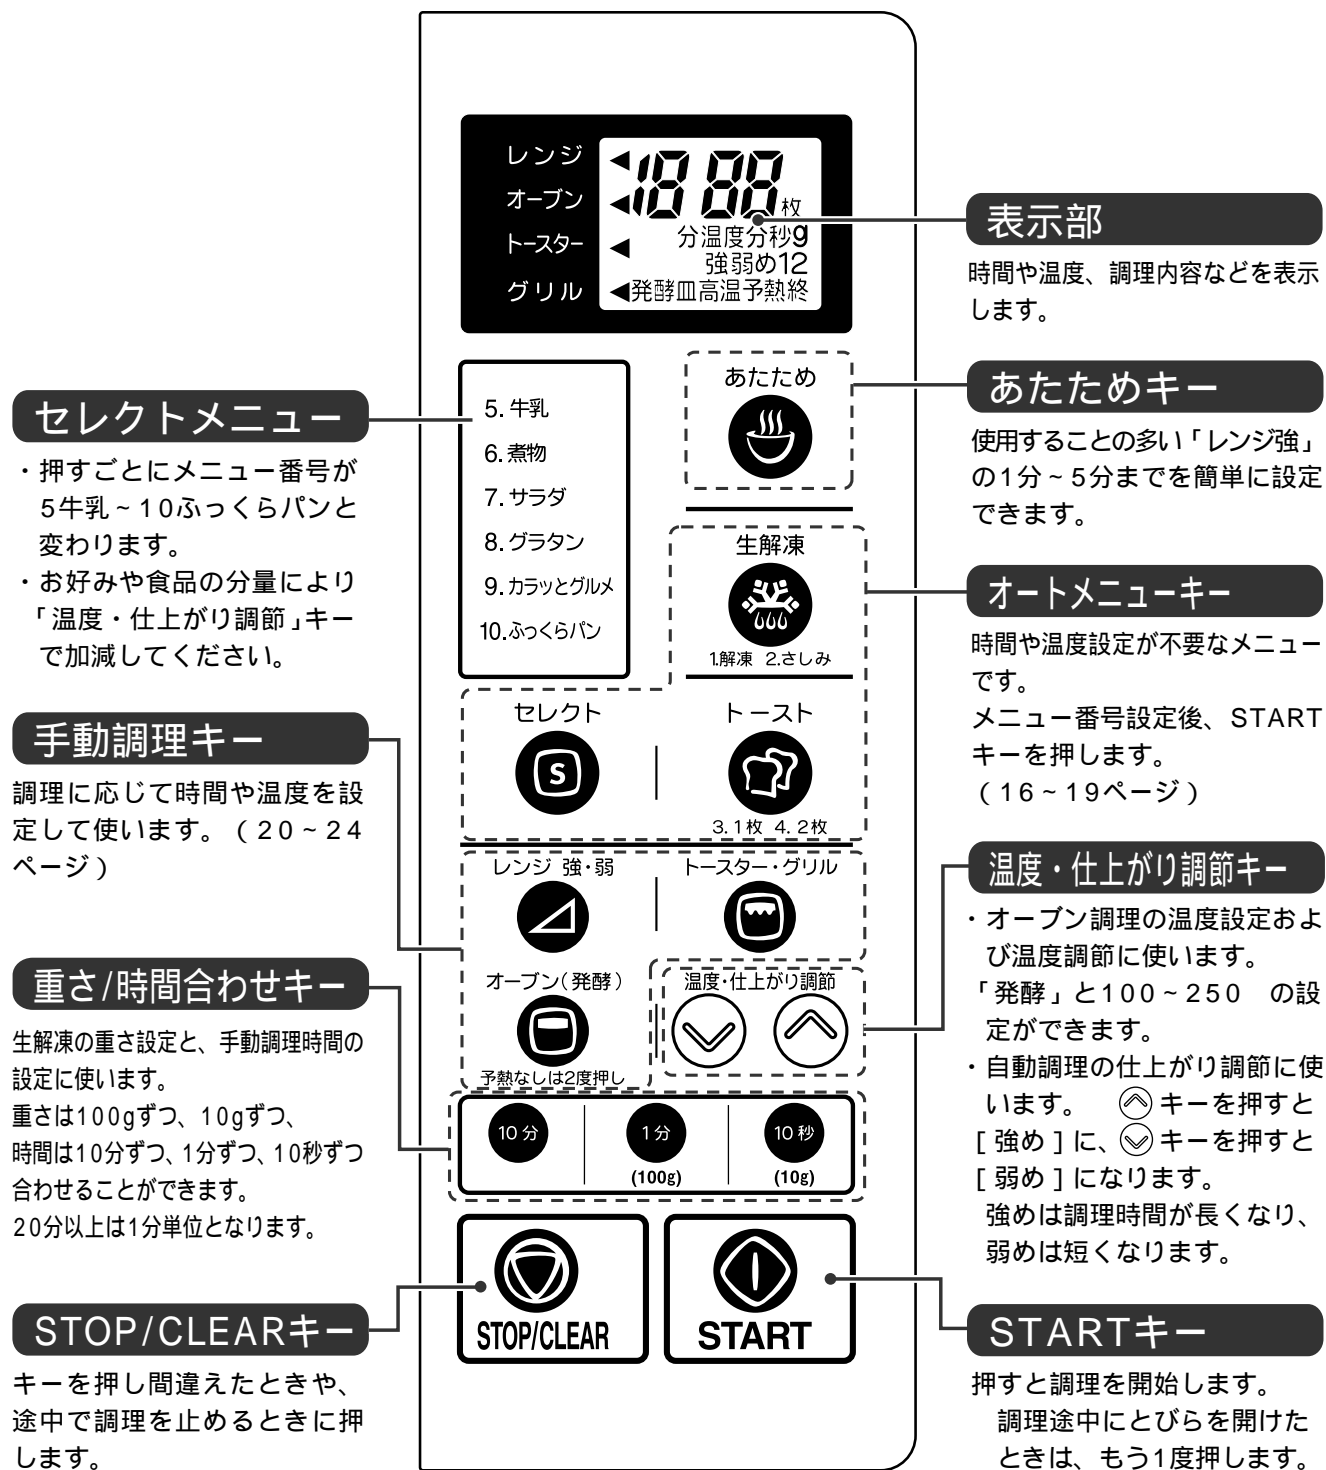 レンジ
オーブン
トースター
グリル
18 88 枚
分温度分秒g
強弱め12
発酵皿高温予熱終
表示部
時間や温度、調理内容などを表示
します。
セレクトメニュー
・押すごとにメニュー番号が
5牛乳~10ふっくらパンと
変わります。
・お好みや食品の分量により
「温度・仕上がり調節」キー
で加減してください。
5. 牛乳
6. 煮物
7. サラダ
8. グラタン
9. カラッとグルメ
10. ふっくらパン
あたため
あたためキー
使用することの多い「レンジ強」
の1分~5分までを簡単に設定
できます。
生解凍
1.解凍 2.さしみ
オートメニューキー
時間や温度設定が不要なメニュー
です。
メニュー番号設定後、START
キーを押します。
(16~19ページ)
手動調理キー
調理に応じて時間や温度を設
定して使います。(20~24
ページ)
セレクト
S
トースト
3.1枚 4.2枚
レンジ 強・弱
トースター・グリル
オーブン(発酵)
予熱なしは2度押し
温度・仕上がり調節
温度・仕上がり調節キー
・オーブン調理の温度設定およ
び温度調節に使います。
「発酵」と100~250 の設
定ができます。
・自動調理の仕上がり調節に使
います。 キーを押すと
[強め]に、 キーを押すと
[弱め]になります。
強めは調理時間が長くなり、
弱めは短くなります。
重さ/時間合わせキー
生解凍の重さ設定と、手動調理時間の
設定に使います。
重さは100gずつ、10gずつ、
時間は10分ずつ、1分ずつ、10秒ずつ
合わせることができます。
20分以上は1分単位となります。
10分
1分
(100g)
10秒
(10g)
STOP/CLEAR
START
STOP/CLEARキー
キーを押し間違えたときや、
途中で調理を止めるときに押
します。
STARTキー
押すと調理を開始します。
調理途中にとびらを開けた
ときは、もう1度押します。